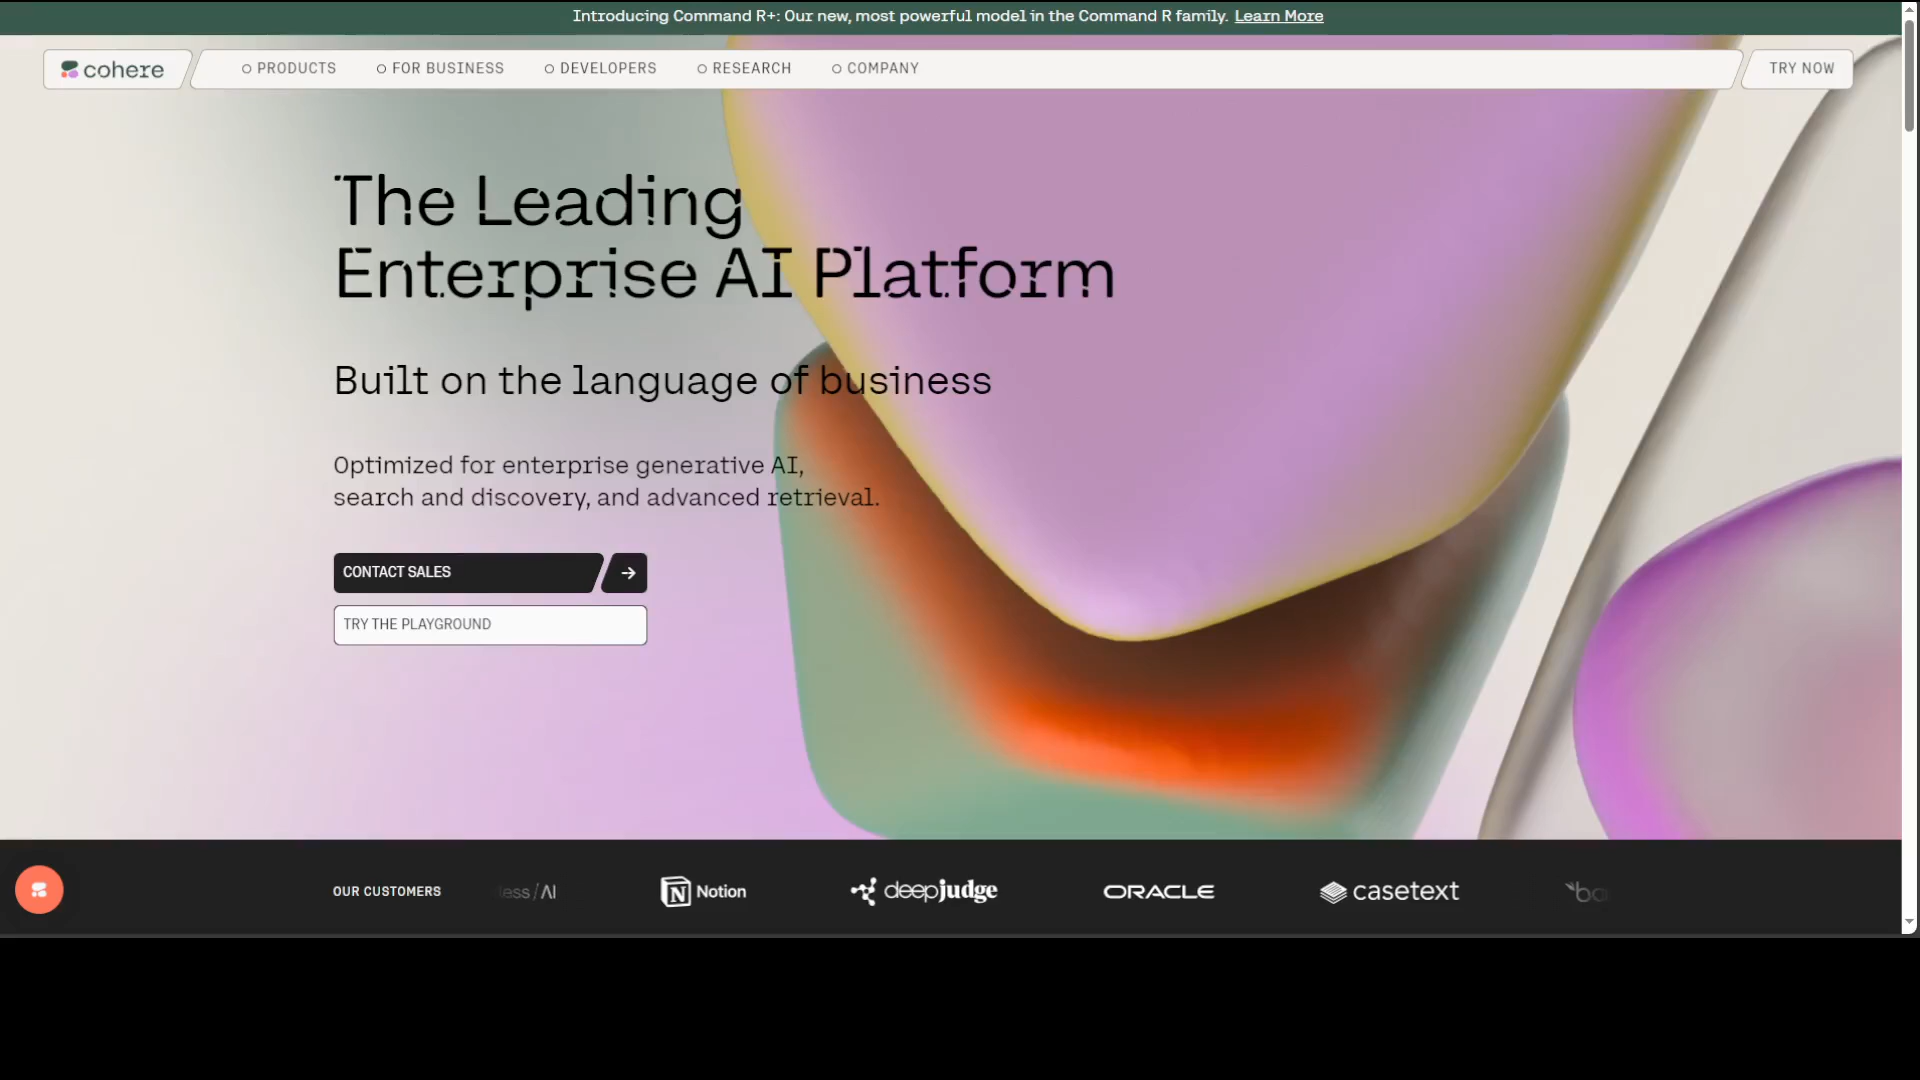 Introducing Command R+: Our new, most powerful model in the Command R family. Learn More
cohere
PRODUCTS
FOR BUSINESS
DEVELOPERS
RESEARCH
COMPANY
TRY NOW
The Leading
Enterprise AI Platform
Built on the language of business
Optimized for enterprise generative AI,
search and discovery, and advanced retrieval.
CONTACT SALES
TRY THE PLAYGROUND
OUR CUSTOMERS
/AI
Notion
deepjudge
ORACLE
casetext